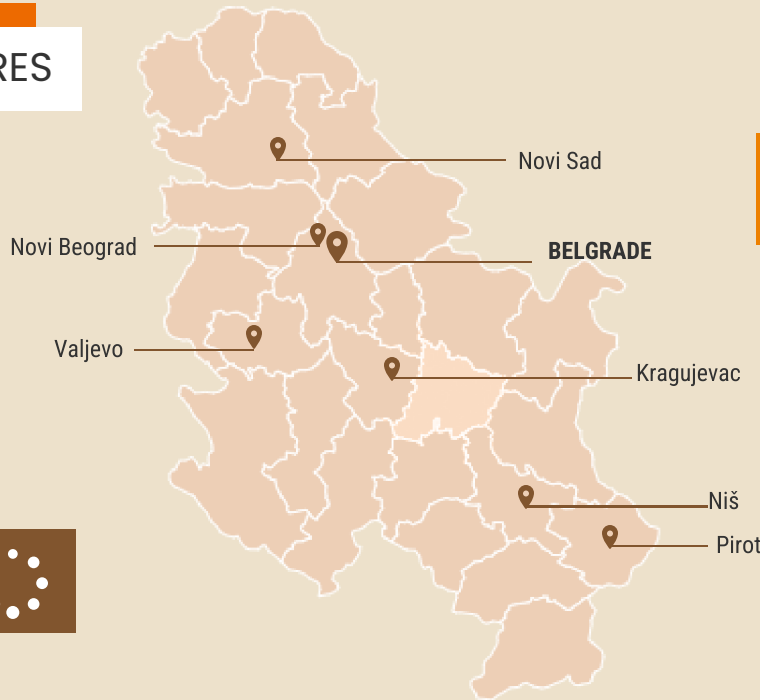 RES
Novi Sad
Novi Beograd
BELGRADE
Valjevo
Kragujevac
Niš
Pirot